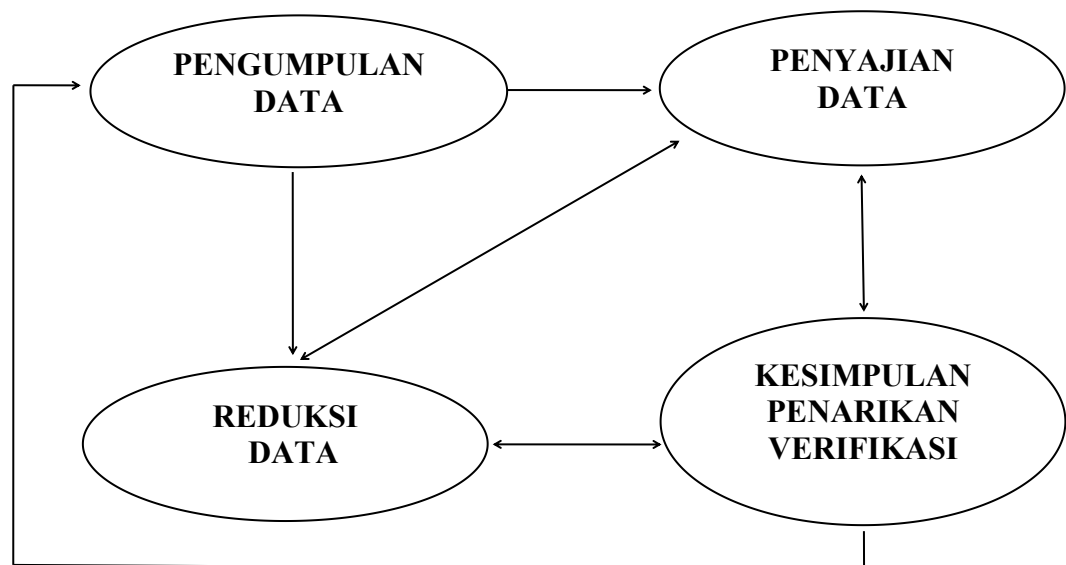 PENGUMPULAN
DATA
PENYAJIAN
DATA
REDUKSI
DATA
KESIMPULAN
PENARIKAN
VERIFIKASI